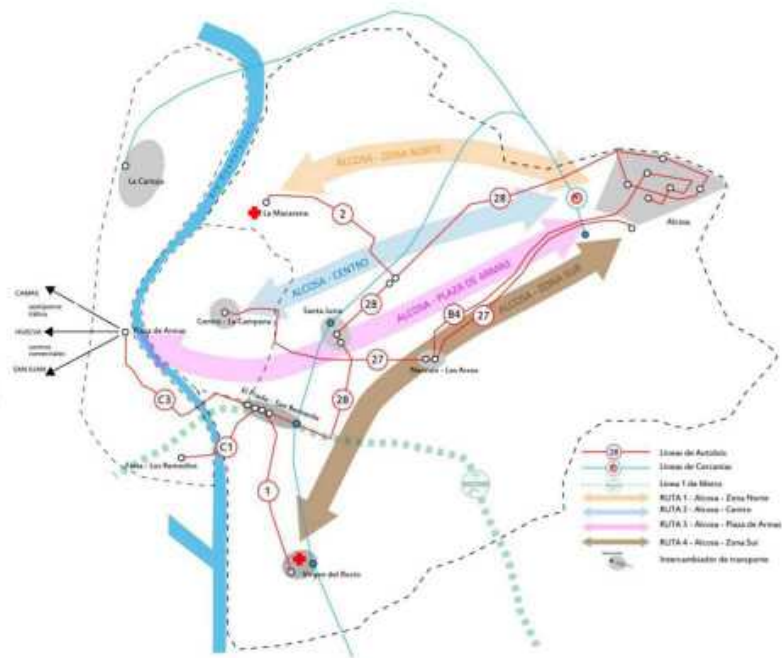 ALCOSA - ZONA NORTE
La Cartuja
La Macarena
2
28
Alcosa
ALCOSA - CENTRO
ALCOSA - PLAZA DE ARMAS
ALCOSA - ZONA SUR
CAMAS
HUELVA
SAN JUAN
Plaza de Armas
Centro - La Campana
Santa Justa
28
B4
27
27
Nervión - Los Arcos
C3
28
El Prado - San Bernardo
C1
Feria - Los Remedios
1
Virgen del Rocío
28 Líneas de Autobús
Líneas de Cercanías
Línea 1 de Metro
RUTA 1 - Alcosa - Zona Norte
RUTA 2 - Alcosa - Centro
RUTA 3 - Alcosa - Plaza de Armas
RUTA 4 - Alcosa - Zona Sur
Intercambiador de transporte